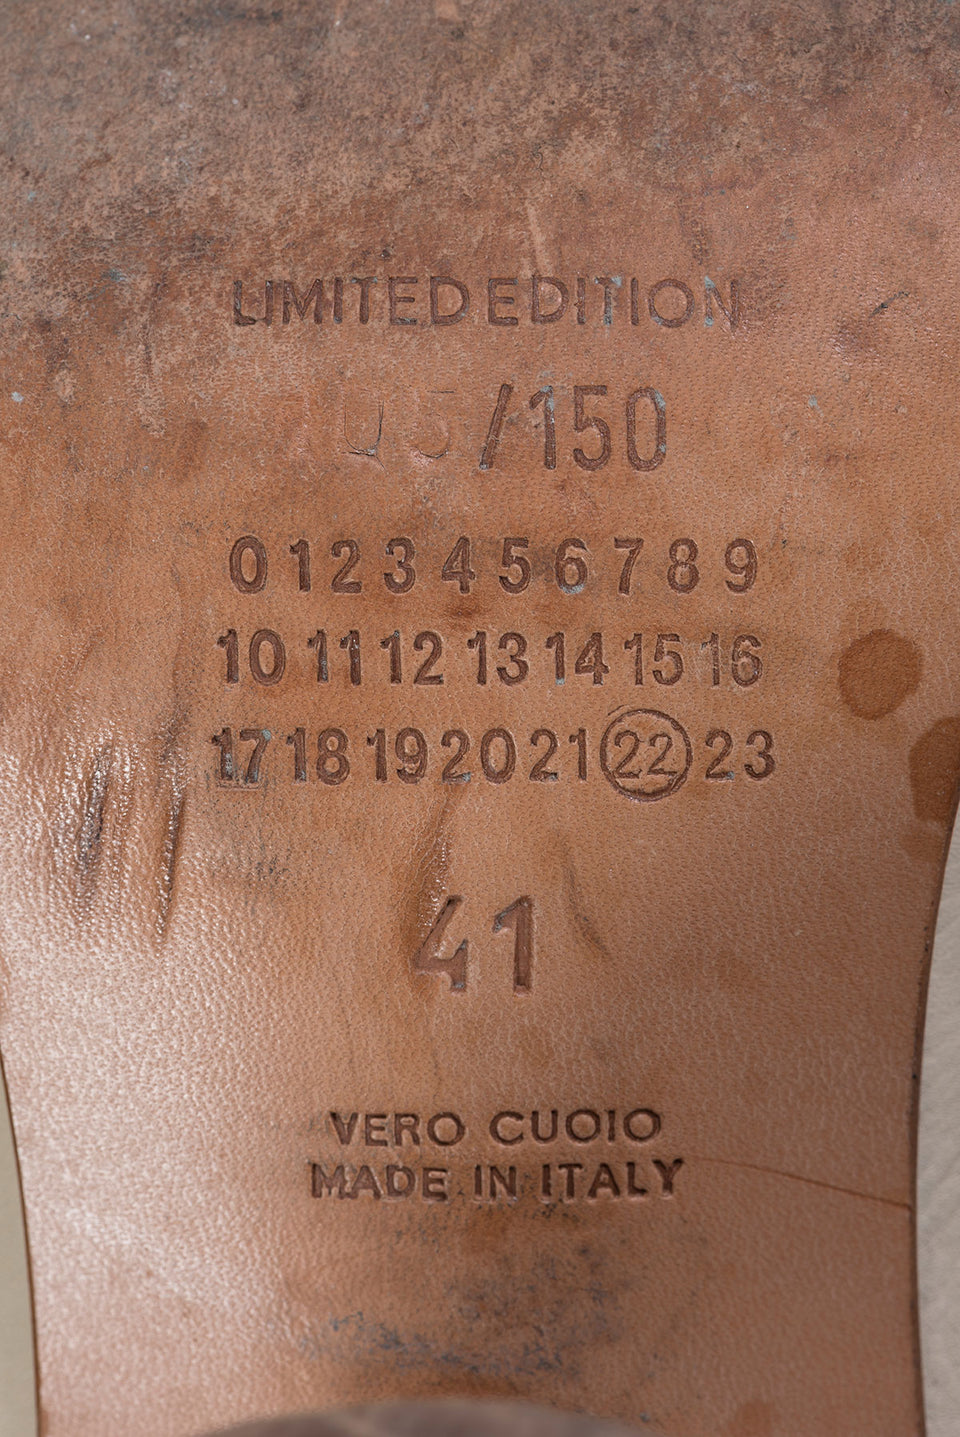 LIMITED EDITION
/150
0 1 2 3 4 5 6 7 8 9
10 11 12 13 14 15 16
17 18 19 20 21 22 23
41
VERO CUOIO
MADE IN ITALY